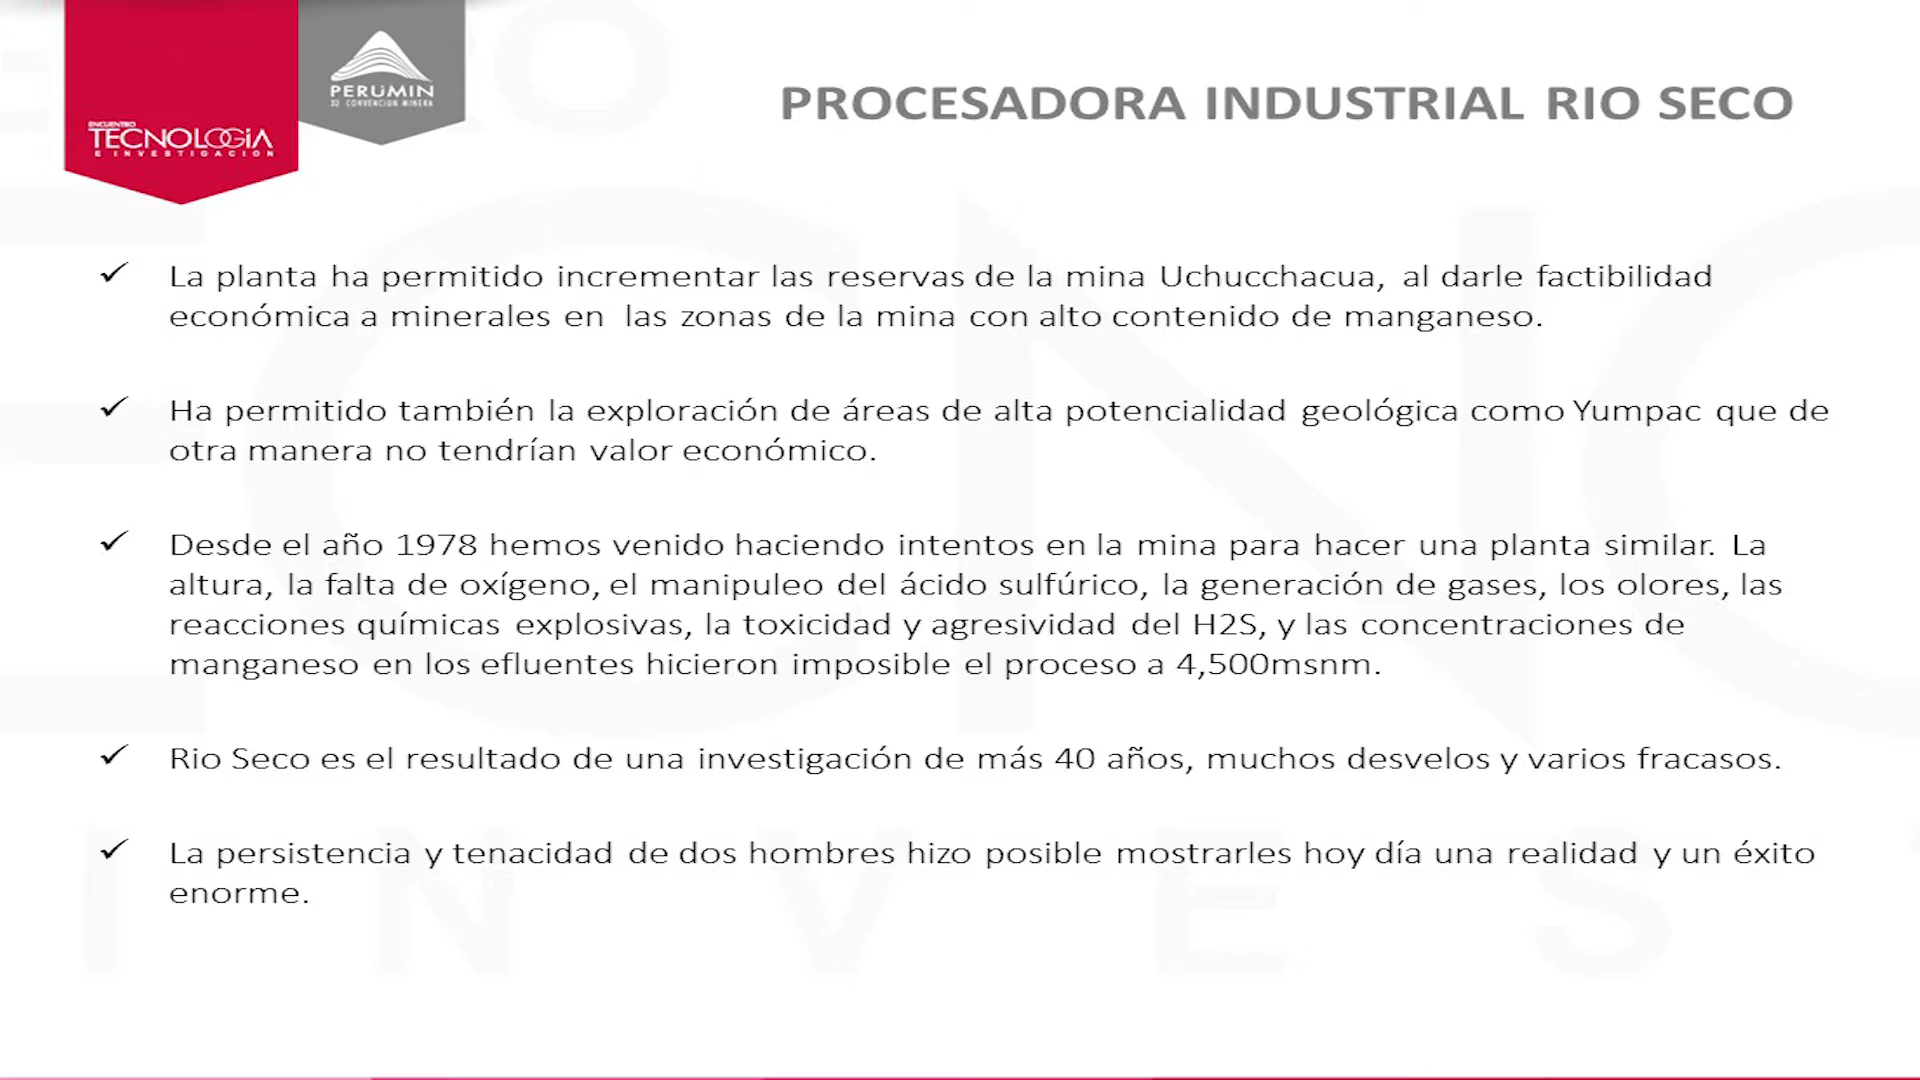 ENCUENTRO
TECNOLOGÍA
E INVESTIGACIÓN
PERUMIN
32 CONVENCIÓN MINERA
PROCESADORA INDUSTRIAL RIO SECO
✓ La planta ha permitido incrementar las reservas de la mina Uchucchacua, al darle factibilidad
económica a minerales en las zonas de la mina con alto contenido de manganeso.
✓ Ha permitido también la exploración de áreas de alta potencialidad geológica como Yumpac que de
otra manera no tendrían valor económico.
✓ Desde el año 1978 hemos venido haciendo intentos en la mina para hacer una planta similar. La
altura, la falta de oxígeno, el manipuleo del ácido sulfúrico, la generación de gases, los olores, las
reacciones químicas explosivas, la toxicidad y agresividad del H2S, y las concentraciones de
manganeso en los efluentes hicieron imposible el proceso a 4,500msnm.
✓ Rio Seco es el resultado de una investigación de más 40 años, muchos desvelos y varios fracasos.
✓ La persistencia y tenacidad de dos hombres hizo posible mostrarles hoy día una realidad y un éxito
enorme.